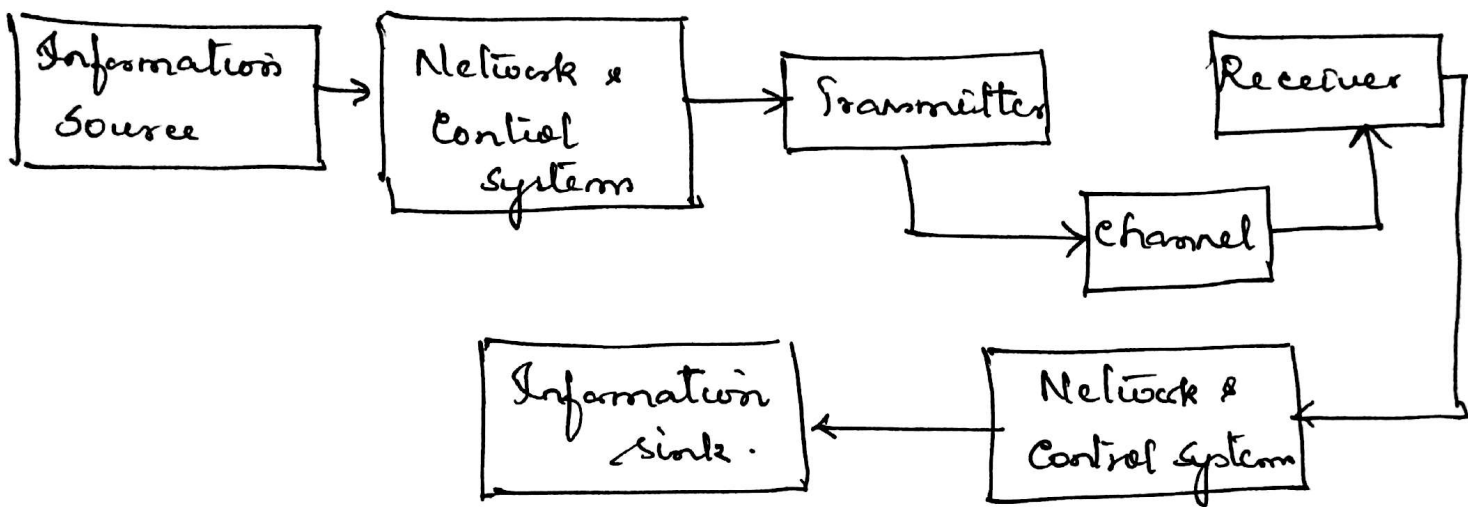 Information
Source
Network &
Control
systems
Transmitter
Receiver
Channel
Information
sink.
Network &
Control system